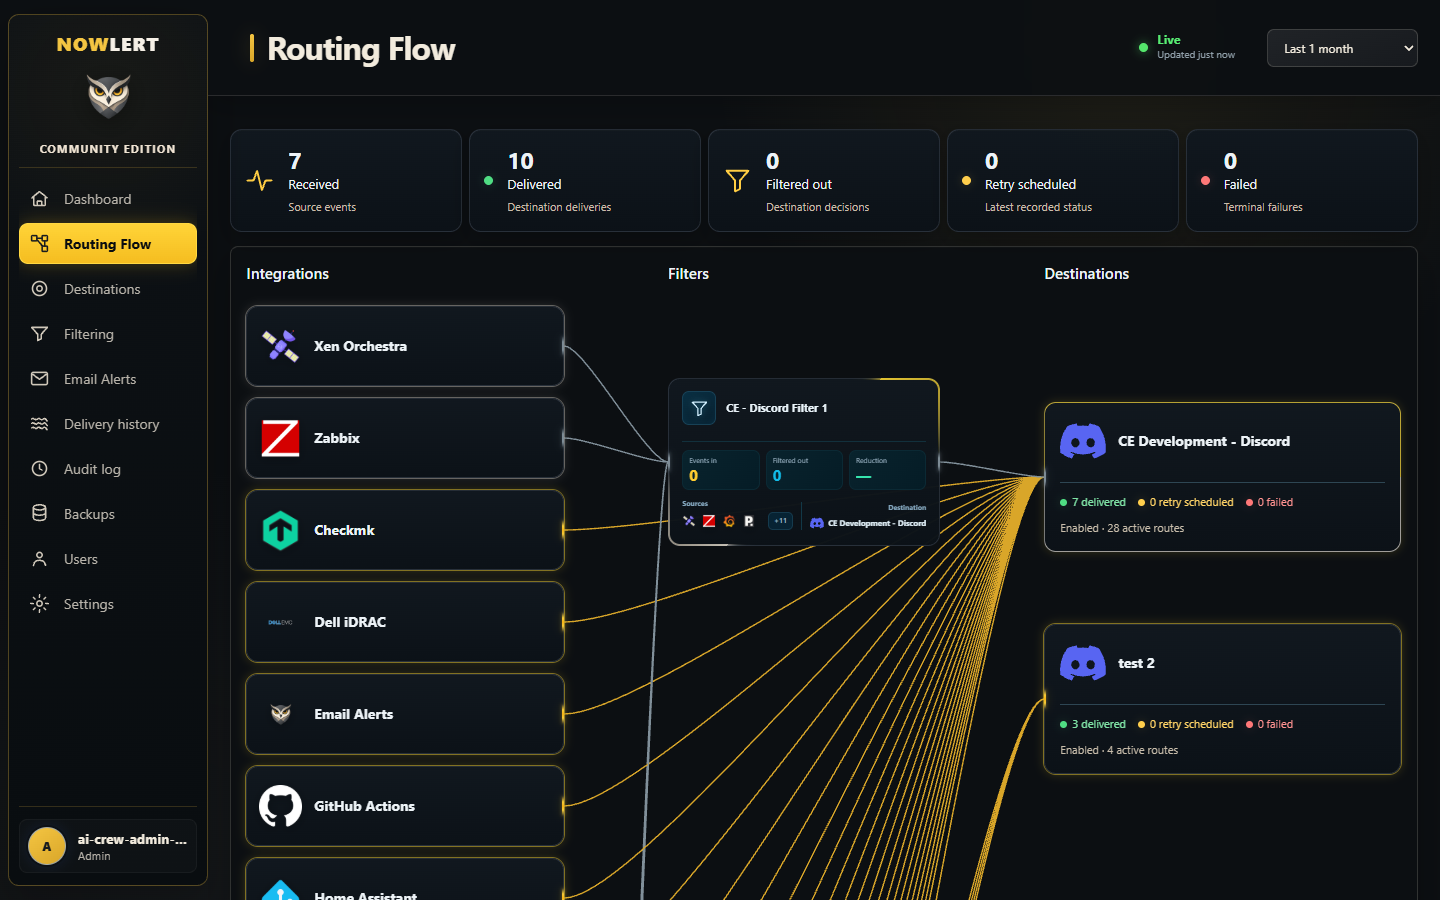 NOWLERT
COMMUNITY EDITION
Dashboard
Routing Flow
Destinations
Filtering
Email Alerts
Delivery history
Audit log
Backups
Users
Settings
A
ai-crew-admin-...
Admin
Routing Flow
Live
Updated just now
Last 1 month
7
Received
Source events
10
Delivered
Destination deliveries
0
Filtered out
Destination decisions
0
Retry scheduled
Latest recorded status
0
Failed
Terminal failures
Integrations
Xen Orchestra
Zabbix
Checkmk
Dell iDRAC
Email Alerts
GitHub Actions
Home Assistant
Filters
CE - Discord Filter 1
Events in
0
Filtered out
0
Reduction
—
Sources
+11
Destination
CE Development - Discord
Destinations
CE Development - Discord
7 delivered
0 retry scheduled
0 failed
Enabled · 28 active routes
test 2
3 delivered
0 retry scheduled
0 failed
Enabled · 4 active routes